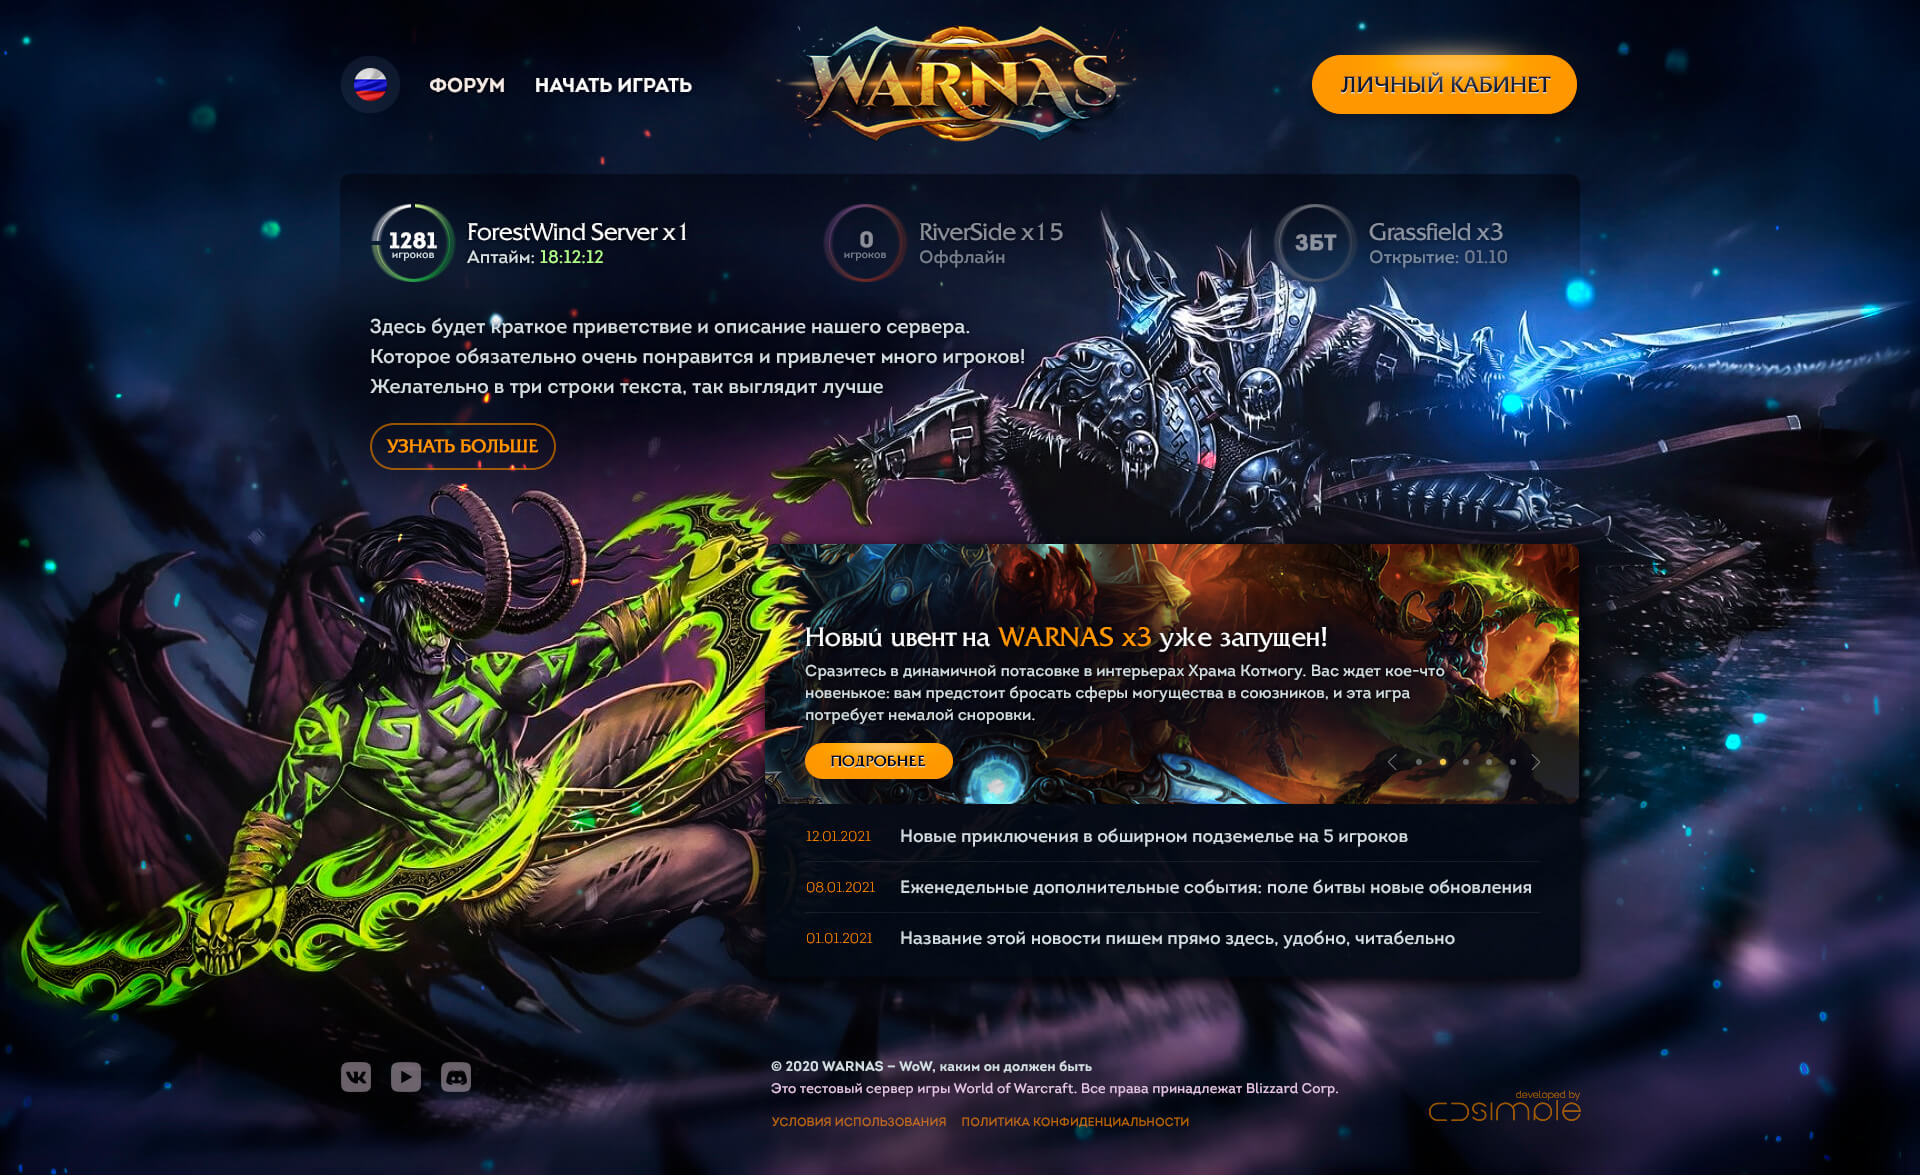 ФОРУМ
НАЧАТЬ ИГРАТЬ
WARNAS
ЛИЧНЫЙ КАБИНЕТ
1281
игроков
ForestWind Server x1
Аптайм: 18:12:12
0
игроков
RiverSide x15
Оффлайн
ЗБТ
Grassfield x3
Открытие: 01.10
Здесь будет краткое приветствие и описание нашего сервера.
Которое обязательно очень понравится и привлечет много игроков!
Желательно в три строки текста, так выглядит лучше
УЗНАТЬ БОЛЬШЕ
Новый ивент на WARNAS x3 уже запущен!
Сразитесь в динамичной потасовке в интерьерах Храма Котмогу. Вас ждет кое-что
новенькое: вам предстоит бросать сферы могущества в союзников, и эта игра
потребует немалой сноровки.
ПОДРОБНЕЕ
12.01.2021 Новые приключения в обширном подземелье на 5 игроков
08.01.2021 Еженедельные дополнительные события: поле битвы новые обновления
01.01.2021 Название этой новости пишем прямо здесь, удобно, читабельно
© 2020 WARNAS – WoW, каким он должен быть
Это тестовый сервер игры World of Warcraft. Все права принадлежат Blizzard Corp.
УСЛОВИЯ ИСПОЛЬЗОВАНИЯ ПОЛИТИКА КОНФИДЕНЦИАЛЬНОСТИ
developed by
simple